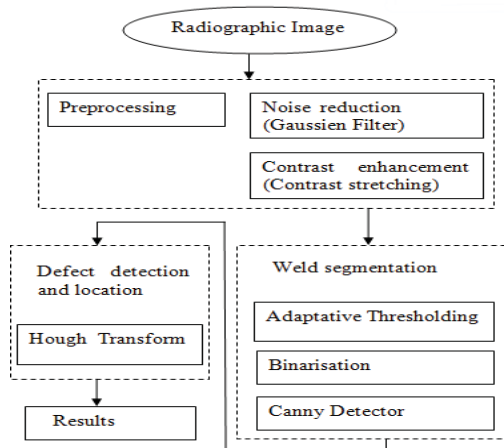 Radiographic Image
Preprocessing
Noise reduction
(Gaussien Filter)
Contrast enhancement
(Contrast stretching)
Weld segmentation
Adaptative Thresholding
Binarisation
Canny Detector
Defect detection
and location
Hough Transform
Results